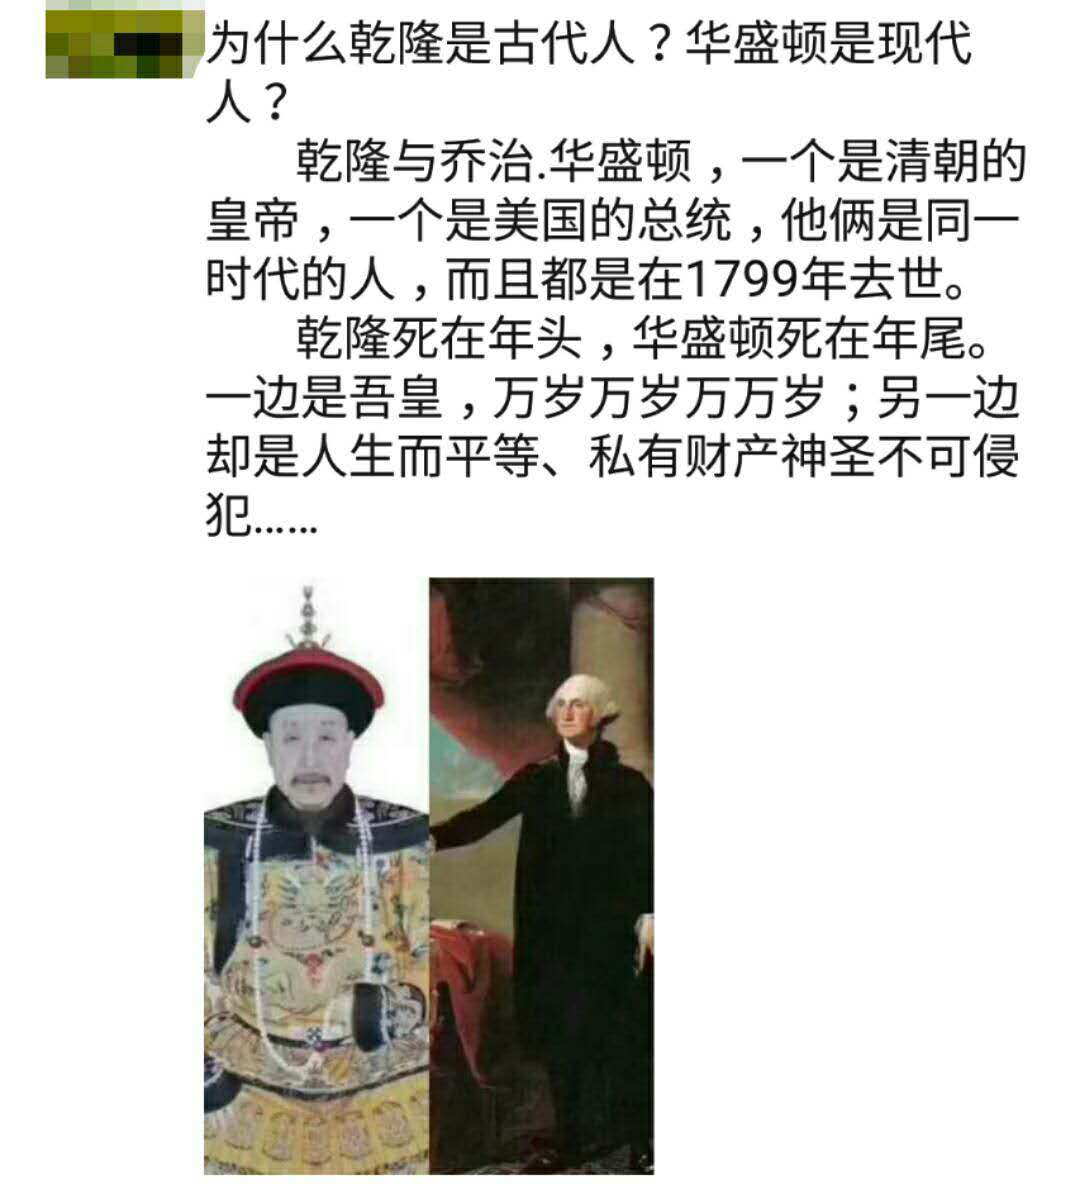 为什么乾隆是古代人？华盛顿是现代
人？
乾隆与乔治.华盛顿，一个是清朝的
皇帝，一个是美国的总统，他俩是同一
时代的人，而且都是在1799年去世。
乾隆死在年头，华盛顿死在年尾。
一边是吾皇，万岁万岁万万岁；另一边
却是人生而平等、私有财产神圣不可侵
犯……